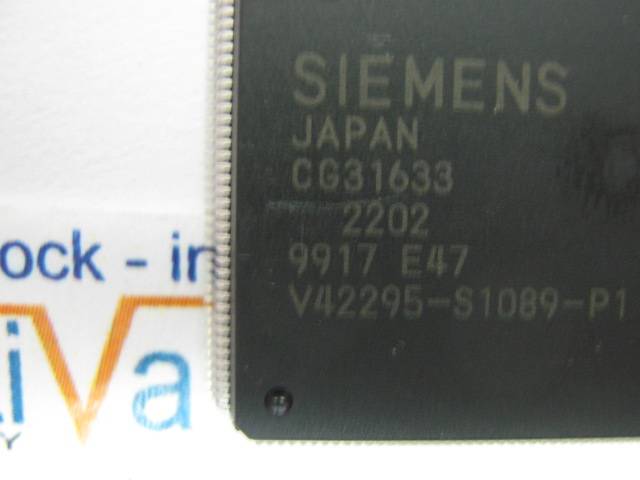 SIEMENS
JAPAN
CG31633
2202
9917 E47
V42295-S1089-P1
ock - in
iVa
Y